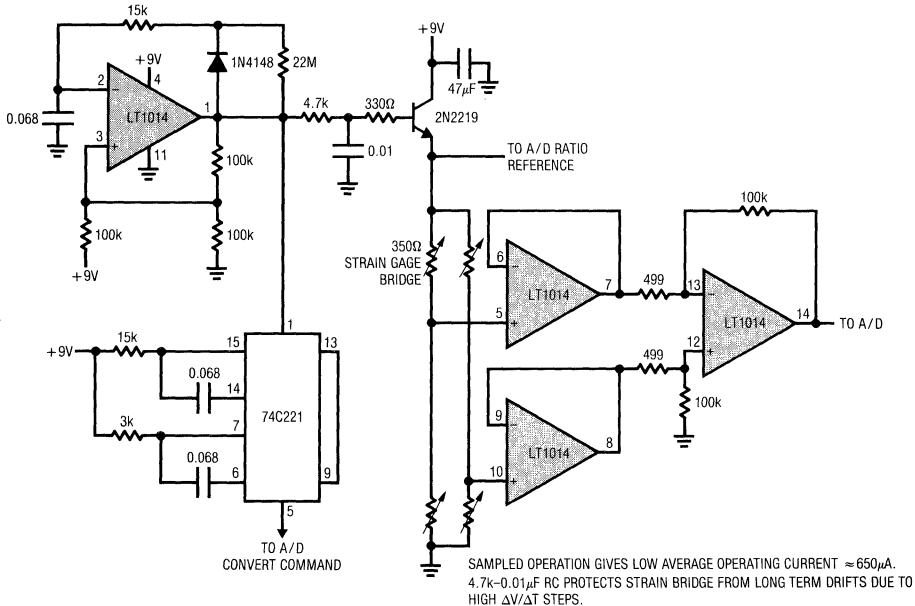 15k
+9V
1N4148
22M
2
4
LT1014
1
0.068
3
11
100k
100k
100k
+9V
4.7k
330Ω
0.01
+9V
47μF
2N2219
TO A/D RATIO
REFERENCE
350Ω
STRAIN GAGE
BRIDGE
6
LT1014
7
5
499
100k
13
LT1014
14
TO A/D
12
499
100k
9
LT1014
8
10
1
+9V
15k
15
13
0.068
14
74C221
3k
7
0.068
6
9
5
TO A/D
CONVERT COMMAND
SAMPLED OPERATION GIVES LOW AVERAGE OPERATING CURRENT ≈650μA.
4.7k–0.01μF RC PROTECTS STRAIN BRIDGE FROM LONG TERM DRIFTS DUE TO
HIGH ΔV/ΔT STEPS.